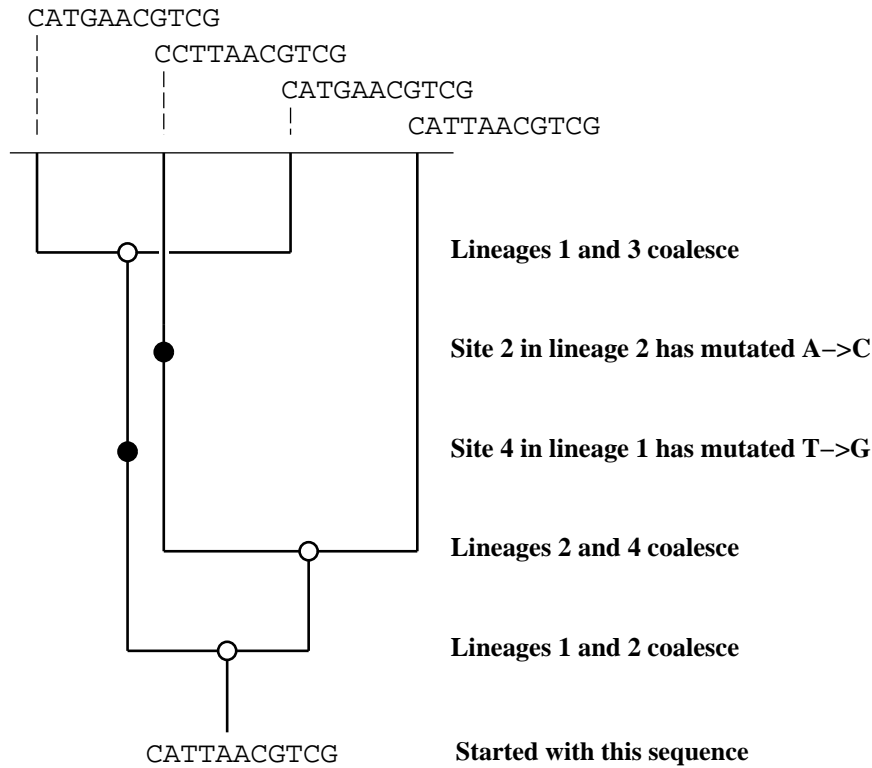 CATGAACGTCG
CCTTAACGTCG
CATGAACGTCG
CATTAACGTCG
Lineages 1 and 3 coalesce
Site 2 in lineage 2 has mutated A−>C
Site 4 in lineage 1 has mutated T−>G
Lineages 2 and 4 coalesce
Lineages 1 and 2 coalesce
CATTAACGTCG Started with this sequence